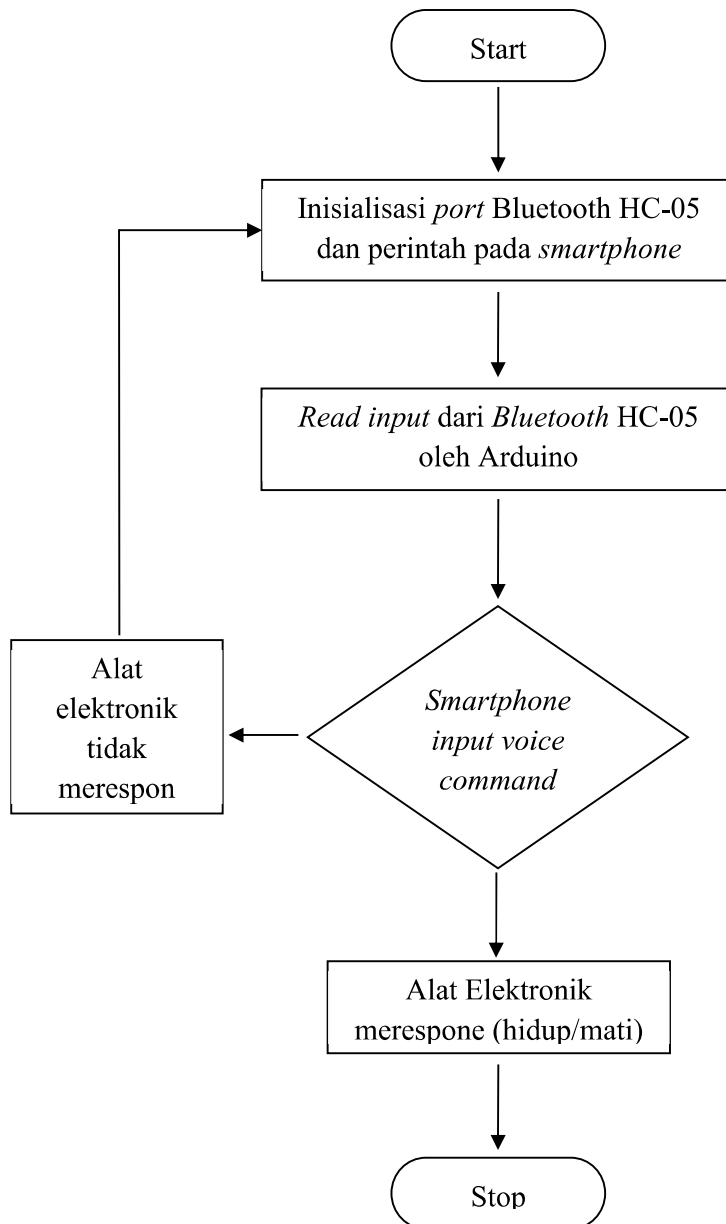 Start
Inisialisasi port Bluetooth HC-05
dan perintah pada smartphone
Read input dari Bluetooth HC-05
oleh Arduino
Smartphone
input voice
command
Alat
elektronik
tidak
merespon
Alat Elektronik
merespone (hidup/mati)
Stop